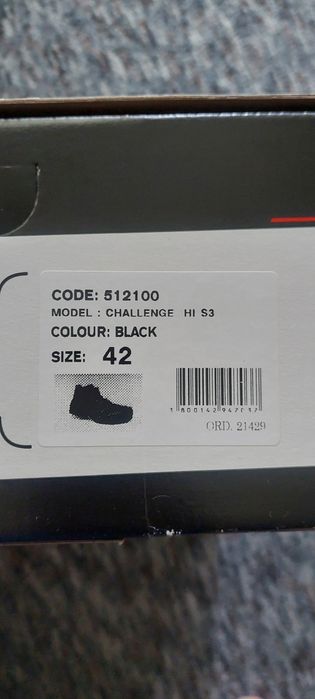 CODE: 512100
MODEL : CHALLENGE HI S3
COLOUR: BLACK
SIZE: 42
ORD. 21429